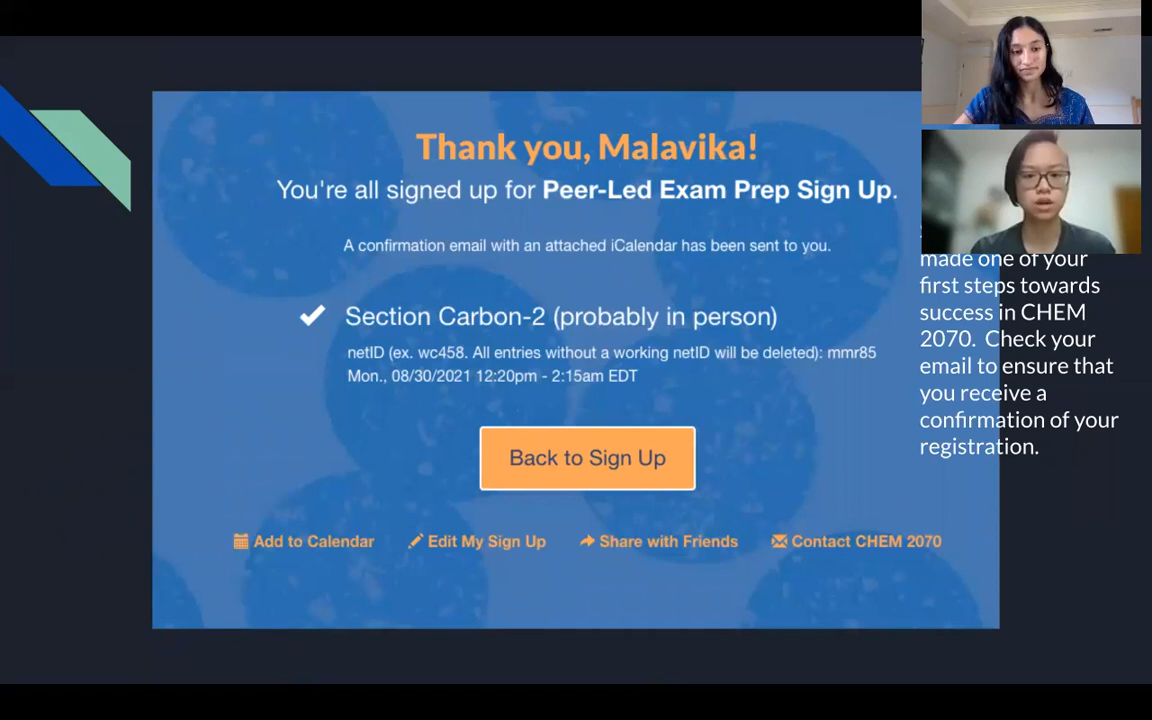 Thank you, Malavika!
You're all signed up for Peer-Led Exam Prep Sign Up.
A confirmation email with an attached iCalendar has been sent to you.
Section Carbon-2 (probably in person)
netID (ex. wc458. All entries without a working netID will be deleted): mmr85
Mon., 08/30/2021 12:20pm - 2:15am EDT
Back to Sign Up
Add to Calendar
Edit My Sign Up
Share with Friends
Contact CHEM 2070
made one of your
first steps towards
success in CHEM
2070. Check your
email to ensure that
you receive a
confirmation of your
registration.